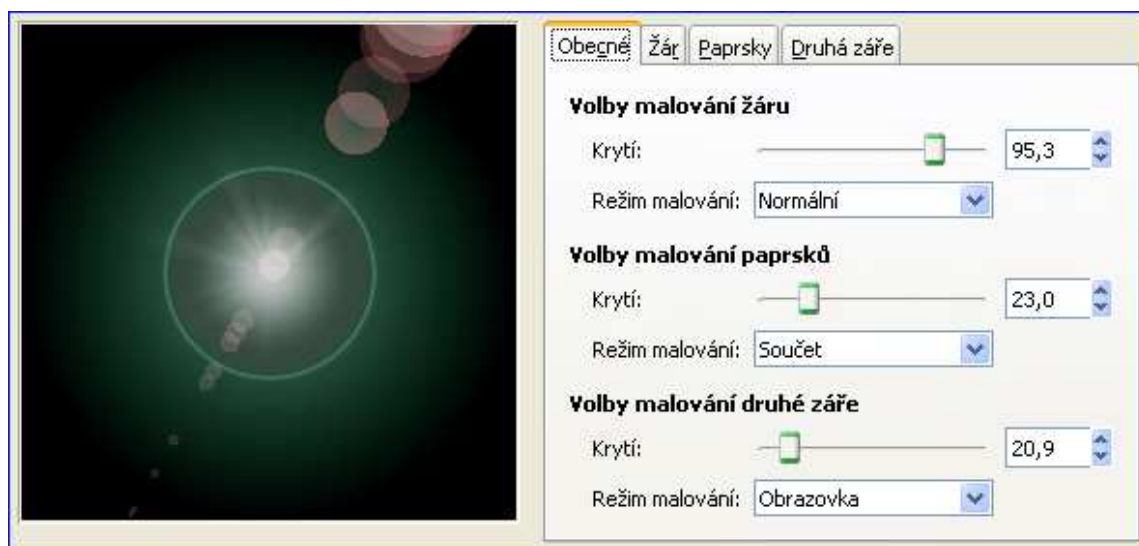 Obecné Žár Paprsky Druhá záře
Volby malování žáru
Krytí: 95,3
Režim malování: Normální
Volby malování paprsků
Krytí: 23,0
Režim malování: Součet
Volby malování druhé záře
Krytí: 20,9
Režim malování: Obrazovka